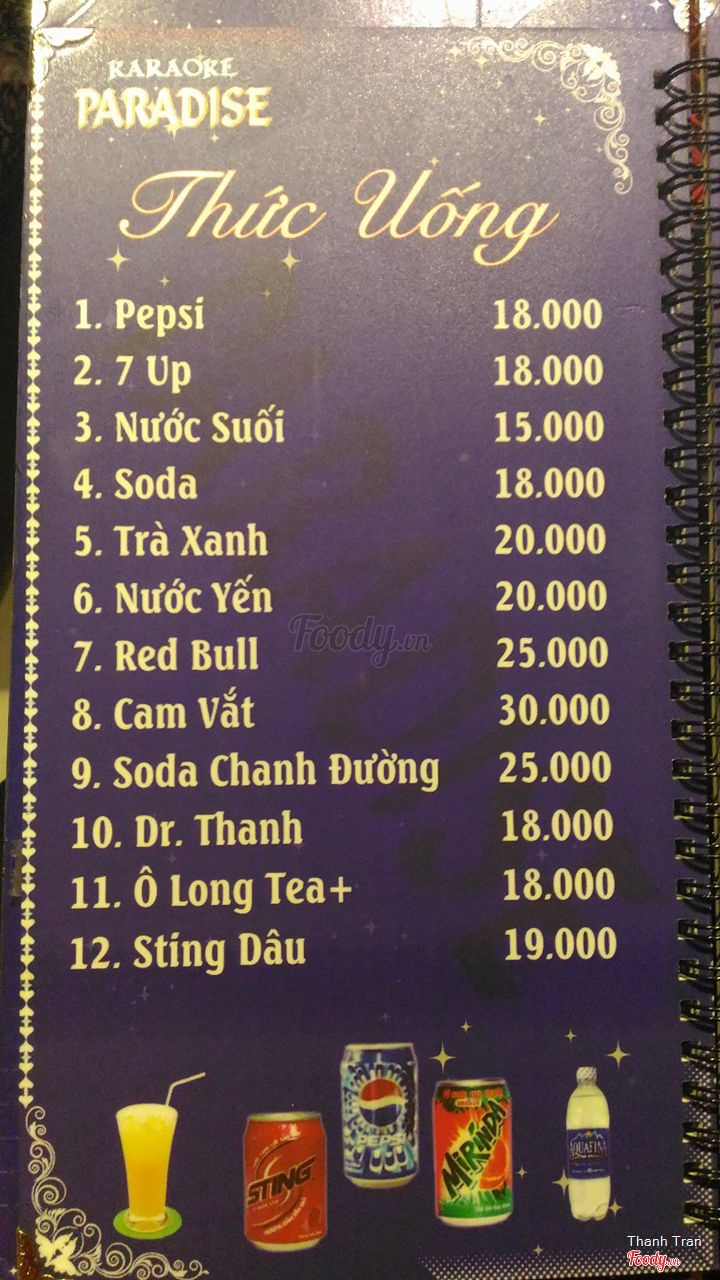 KARAOKE
PARADISE
Thức Uống
1. Pepsi 18.000
2. 7 Up 18.000
3. Nước Suối 15.000
4. Soda 18.000
5. Trà Xanh 20.000
6. Nước Yến 20.000
Foody.vn
7. Red Bull 25.000
8. Cam Vắt 30.000
9. Soda Chanh Đường 25.000
10. Dr. Thanh 18.000
11. Ô Long Tea+ 18.000
12. Sting Dâu 19.000
STING
PEPSI
MIRINDA
AQUAFINA
Thanh Tran
Foody.vn